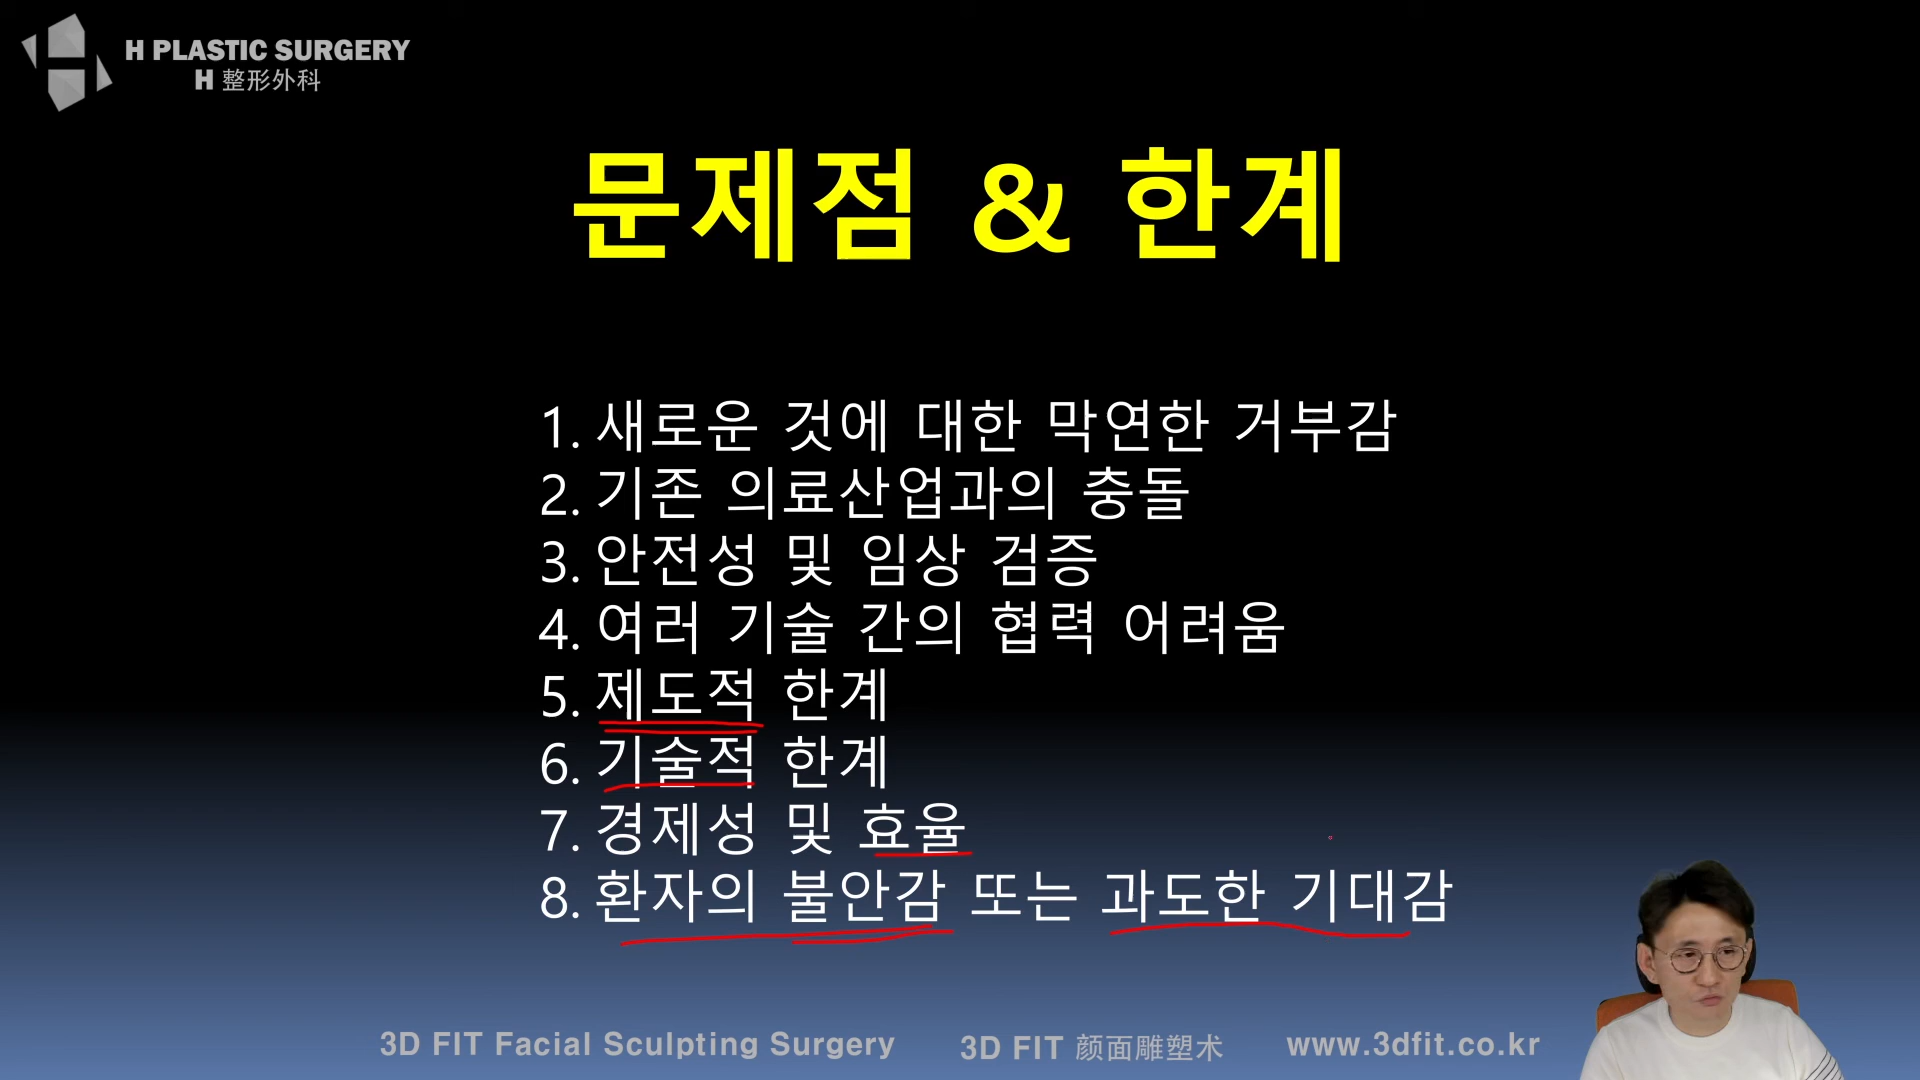 H PLASTIC SURGERY
H 整形外科
문제점 & 한계
1. 새로운 것에 대한 막연한 거부감
2. 기존 의료산업과의 충돌
3. 안전성 및 임상 검증
4. 여러 기술 간의 협력 어려움
5. 제도적 한계
6. 기술적 한계
7. 경제성 및 효율
8. 환자의 불안감 또는 과도한 기대감
3D FIT Facial Sculpting Surgery 3D FIT 颜面雕塑术 www.3dfit.co.kr